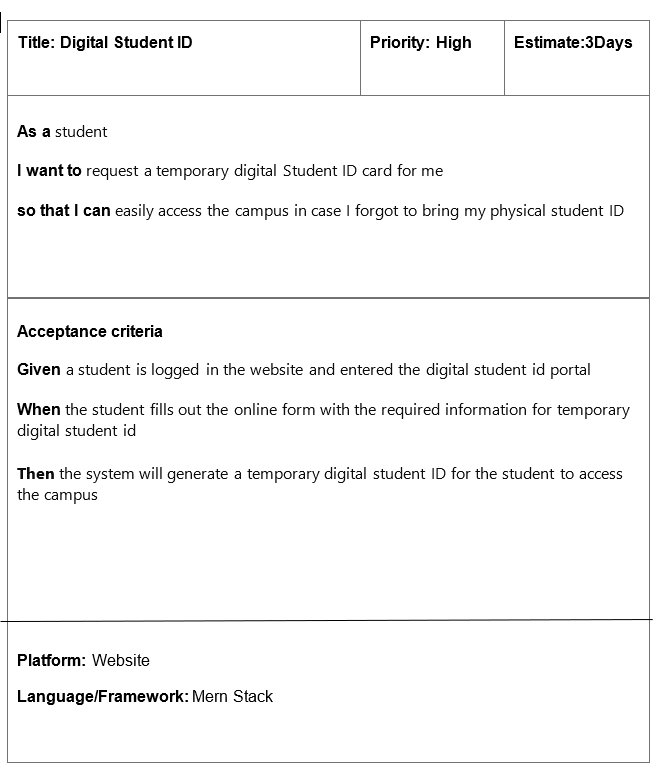 Title: Digital Student ID
Priority: High
Estimate:3Days
As a student
I want to request a temporary digital Student ID card for me
so that I can easily access the campus in case I forgot to bring my physical student ID
Acceptance criteria
Given a student is logged in the website and entered the digital student id portal
When the student fills out the online form with the required information for temporary
digital student id
Then the system will generate a temporary digital student ID for the student to access
the campus
Platform: Website
Language/Framework: Mern Stack